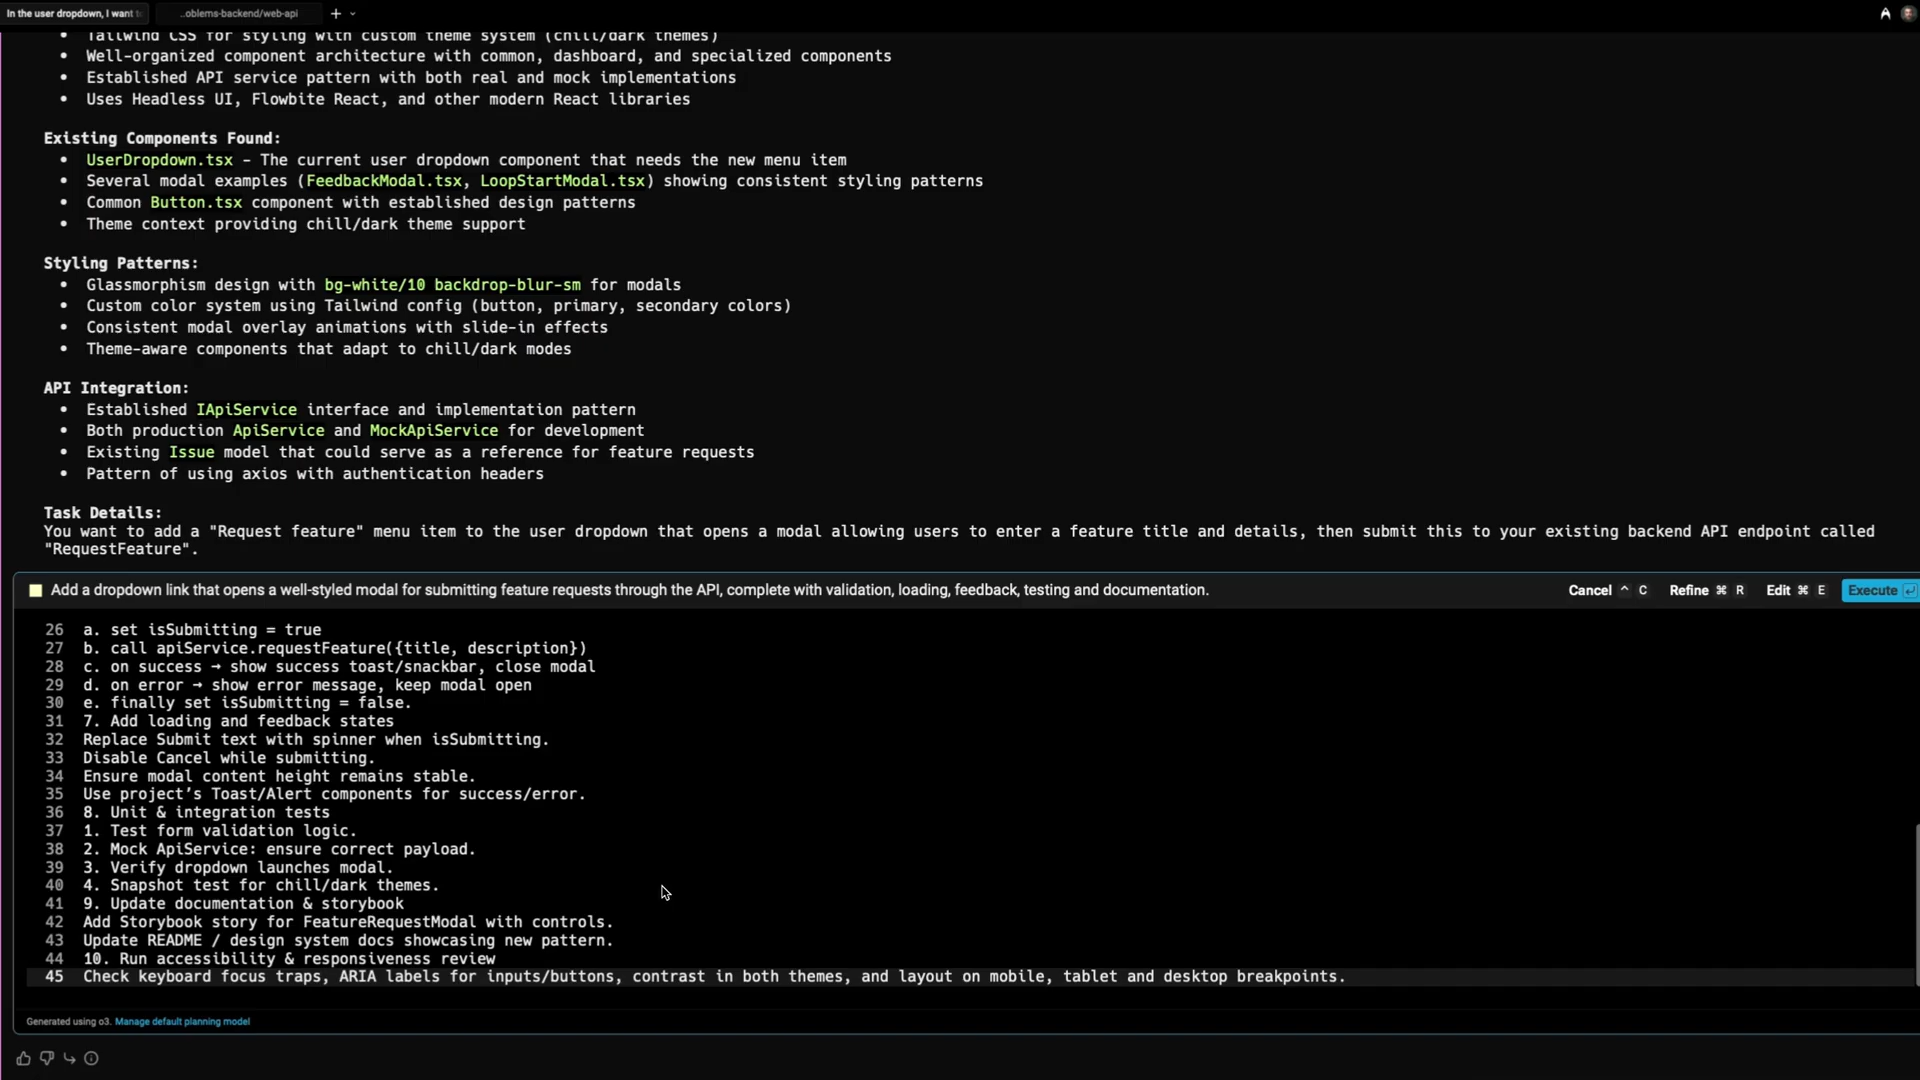 In the user dropdown, I want t
..oblems-backend/web-api
Tailwind CSS for styling with custom theme system (chill/dark themes)
• Well-organized component architecture with common, dashboard, and specialized components
• Established API service pattern with both real and mock implementations
• Uses Headless UI, Flowbite React, and other modern React libraries
Existing Components Found:
• UserDropdown.tsx - The current user dropdown component that needs the new menu item
• Several modal examples (FeedbackModal.tsx, LoopStartModal.tsx) showing consistent styling patterns
• Common Button.tsx component with established design patterns
• Theme context providing chill/dark theme support
Styling Patterns:
• Glassmorphism design with bg-white/10 backdrop-blur-sm for modals
• Custom color system using Tailwind config (button, primary, secondary colors)
• Consistent modal overlay animations with slide-in effects
• Theme-aware components that adapt to chill/dark modes
API Integration:
• Established IApiService interface and implementation pattern
• Both production ApiService and MockApiService for development
• Existing Issue model that could serve as a reference for feature requests
• Pattern of using axios with authentication headers
Task Details:
You want to add a "Request feature" menu item to the user dropdown that opens a modal allowing users to enter a feature title and details, then submit this to your existing backend API endpoint called
"RequestFeature".
Add a dropdown link that opens a well-styled modal for submitting feature requests through the API, complete with validation, loading, feedback, testing and documentation. Cancel ^ C Refine ⌘ R Edit ⌘ E Execute ↵
26 a. set isSubmitting = true
27 b. call apiService.requestFeature({title, description})
28 c. on success → show success toast/snackbar, close modal
29 d. on error → show error message, keep modal open
30 e. finally set isSubmitting = false.
31 7. Add loading and feedback states
32 Replace Submit text with spinner when isSubmitting.
33 Disable Cancel while submitting.
34 Ensure modal content height remains stable.
35 Use project's Toast/Alert components for success/error.
36 8. Unit & integration tests
37 1. Test form validation logic.
38 2. Mock ApiService: ensure correct payload.
39 3. Verify dropdown launches modal.
40 4. Snapshot test for chill/dark themes.
41 9. Update documentation & storybook
42 Add Storybook story for FeatureRequestModal with controls.
43 Update README / design system docs showcasing new pattern.
44 10. Run accessibility & responsiveness review
45 Check keyboard focus traps, ARIA labels for inputs/buttons, contrast in both themes, and layout on mobile, tablet and desktop breakpoints.
Generated using o3. Manage default planning model